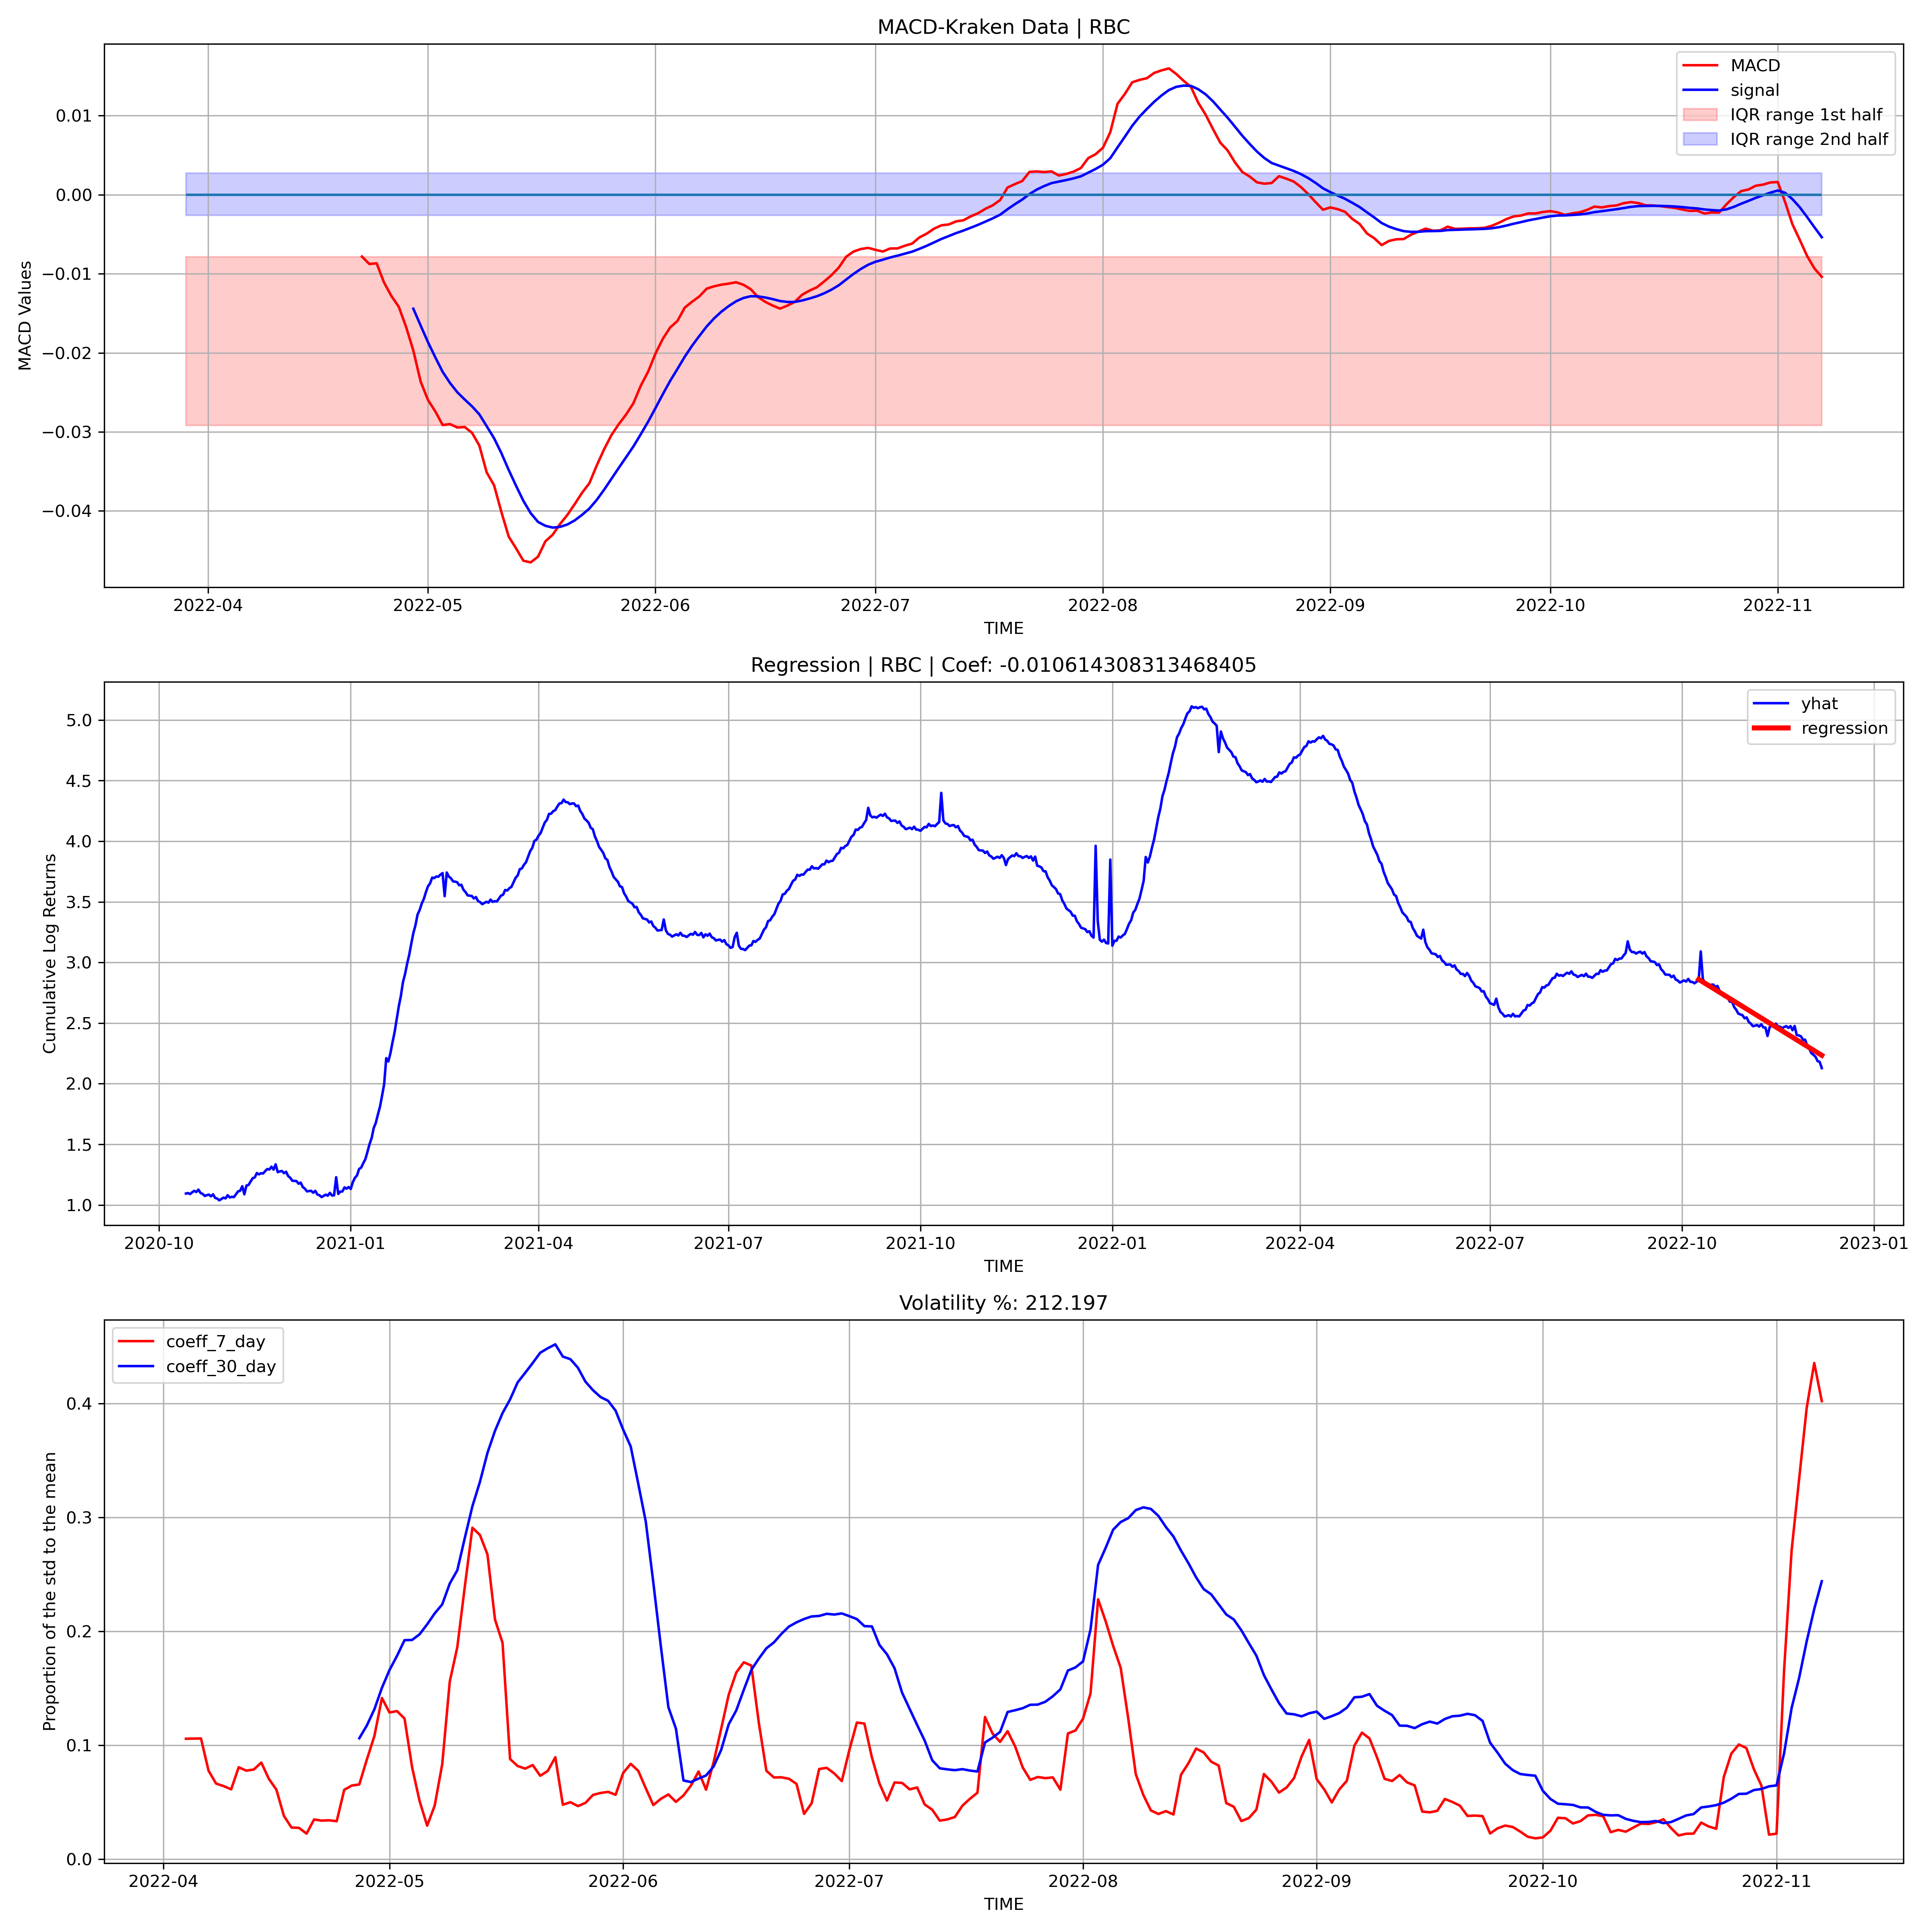 MACD-Kraken Data | RBC
MACD
signal
IQR range 1st half
IQR range 2nd half
0.01
0.00
−0.01
−0.02
−0.03
−0.04
MACD Values
2022-04 2022-05 2022-06 2022-07 2022-08 2022-09 2022-10 2022-11
TIME
Regression | RBC | Coef: -0.010614308313468405
yhat
regression
5.0
4.5
4.0
3.5
3.0
2.5
2.0
1.5
1.0
Cumulative Log Returns
2020-10 2021-01 2021-04 2021-07 2021-10 2022-01 2022-04 2022-07 2022-10 2023-01
TIME
Volatility %: 212.197
coeff_7_day
coeff_30_day
0.4
0.3
0.2
0.1
0.0
Proportion of the std to the mean
2022-04 2022-05 2022-06 2022-07 2022-08 2022-09 2022-10 2022-11
TIME